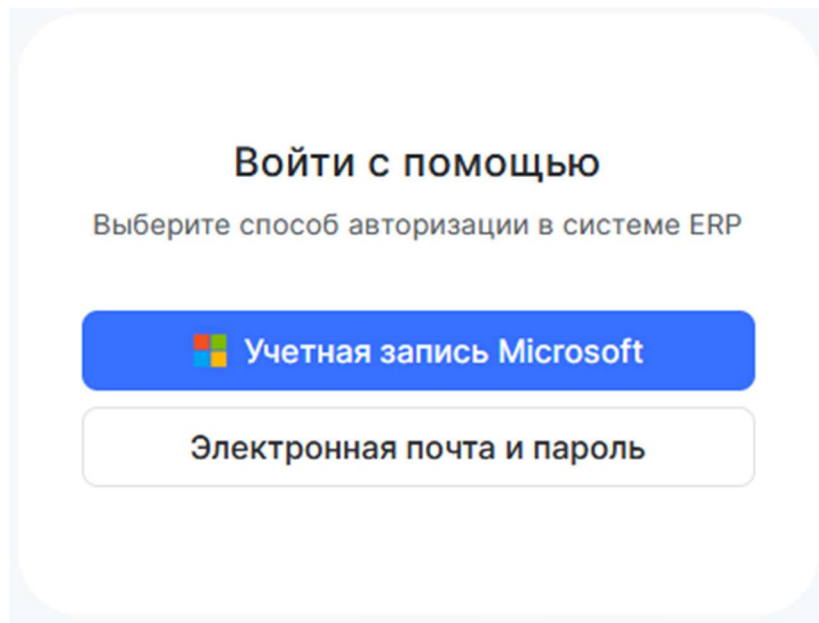 Войти с помощью
Выберите способ авторизации в системе ERP
Учетная запись Microsoft
Электронная почта и пароль